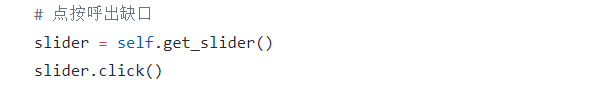 # 点按呼出缺口
slider = self.get_slider()
slider.click()